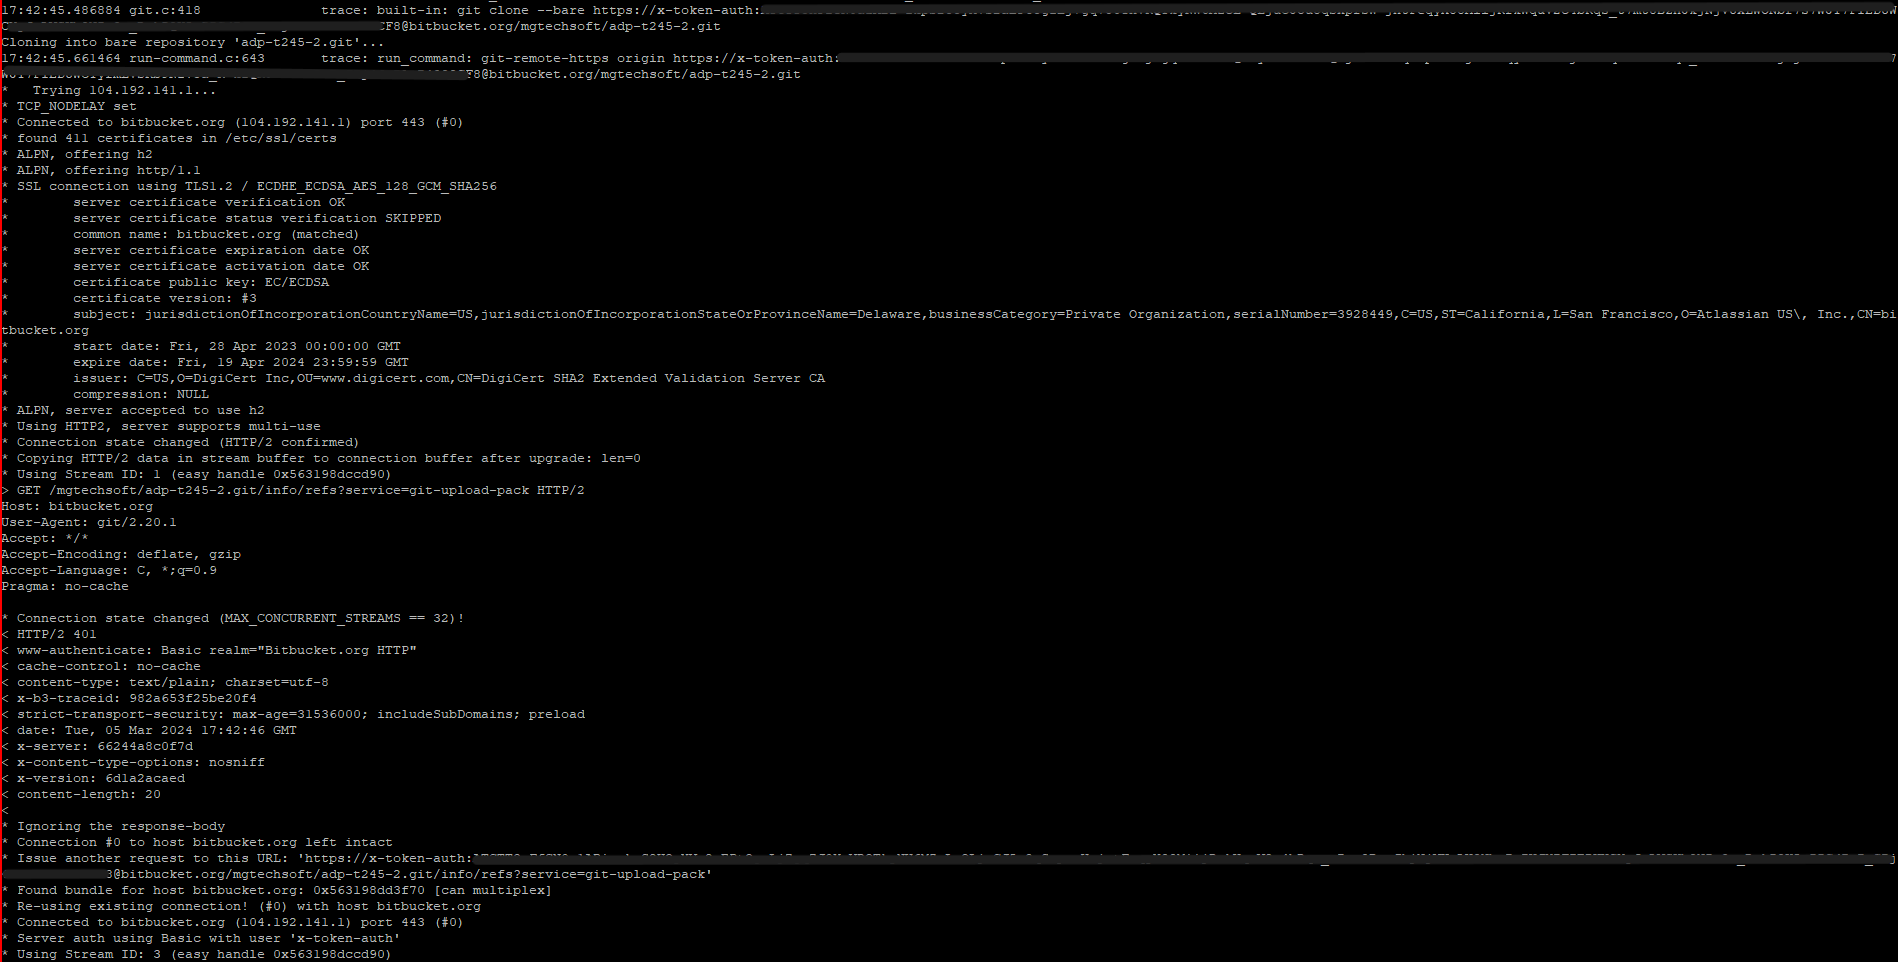 17:42:45.486884 git.c:418               trace: built-in: git clone --bare https://x-token-auth:
F8@bitbucket.org/mgtechsoft/adp-t245-2.git
Cloning into bare repository 'adp-t245-2.git'...
17:42:45.661464 run-command.c:643       trace: run_command: git-remote-https origin https://x-token-auth:
F8@bitbucket.org/mgtechsoft/adp-t245-2.git
*   Trying 104.192.141.1...
* TCP_NODELAY set
* Connected to bitbucket.org (104.192.141.1) port 443 (#0)
* found 411 certificates in /etc/ssl/certs
* ALPN, offering h2
* ALPN, offering http/1.1
* SSL connection using TLS1.2 / ECDHE_ECDSA_AES_128_GCM_SHA256
*        server certificate verification OK
*        server certificate status verification SKIPPED
*        common name: bitbucket.org (matched)
*        server certificate expiration date OK
*        server certificate activation date OK
*        certificate public key: EC/ECDSA
*        certificate version: #3
*        subject: jurisdictionOfIncorporationCountryName=US,jurisdictionOfIncorporationStateOrProvinceName=Delaware,businessCategory=Private Organization,serialNumber=3928449,C=US,ST=California,L=San Francisco,O=Atlassian US\, Inc.,CN=bi
tbucket.org
*        start date: Fri, 28 Apr 2023 00:00:00 GMT
*        expire date: Fri, 19 Apr 2024 23:59:59 GMT
*        issuer: C=US,O=DigiCert Inc,OU=www.digicert.com,CN=DigiCert SHA2 Extended Validation Server CA
*        compression: NULL
* ALPN, server accepted to use h2
* Using HTTP2, server supports multi-use
* Connection state changed (HTTP/2 confirmed)
* Copying HTTP/2 data in stream buffer to connection buffer after upgrade: len=0
* Using Stream ID: 1 (easy handle 0x563198dccd90)
> GET /mgtechsoft/adp-t245-2.git/info/refs?service=git-upload-pack HTTP/2
Host: bitbucket.org
User-Agent: git/2.20.1
Accept: */*
Accept-Encoding: deflate, gzip
Accept-Language: C, *;q=0.9
Pragma: no-cache

* Connection state changed (MAX_CONCURRENT_STREAMS == 32)!
< HTTP/2 401
< www-authenticate: Basic realm="Bitbucket.org HTTP"
< cache-control: no-cache
< content-type: text/plain; charset=utf-8
< x-b3-traceid: 982a653f25be20f4
< strict-transport-security: max-age=31536000; includeSubDomains; preload
< date: Tue, 05 Mar 2024 17:42:46 GMT
< x-server: 66244a8c0f7d
< x-content-type-options: nosniff
< x-version: 6d1a2acaed
< content-length: 20
<
* Ignoring the response-body
* Connection #0 to host bitbucket.org left intact
* Issue another request to this URL: 'https://x-token-auth:
8@bitbucket.org/mgtechsoft/adp-t245-2.git/info/refs?service=git-upload-pack'
* Found bundle for host bitbucket.org: 0x563198dd3f70 [can multiplex]
* Re-using existing connection! (#0) with host bitbucket.org
* Connected to bitbucket.org (104.192.141.1) port 443 (#0)
* Server auth using Basic with user 'x-token-auth'
* Using Stream ID: 3 (easy handle 0x563198dccd90)